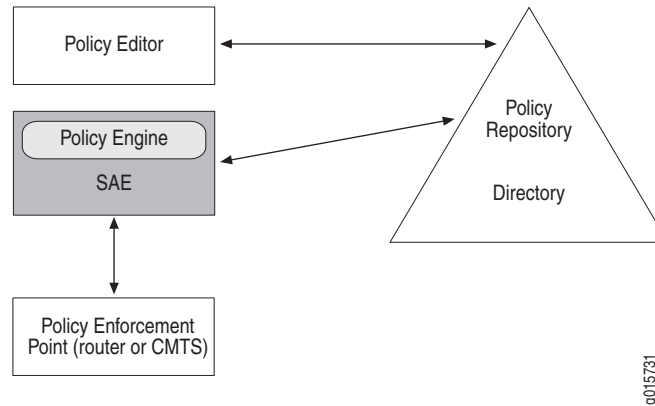 Policy Editor
Policy Engine
SAE
Policy Enforcement
Point (router or CMTS)
Policy
Repository
Directory
g015731